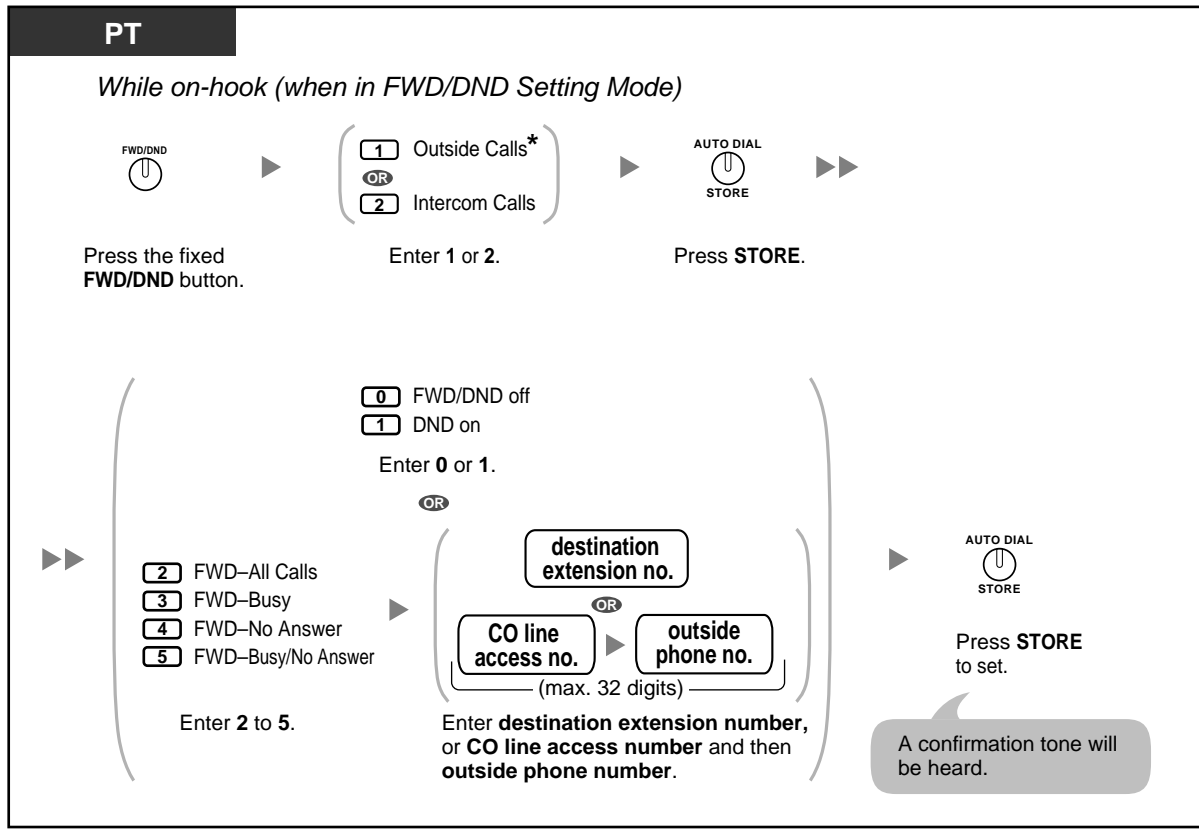 PT
While on-hook (when in FWD/DND Setting Mode)
FWD/DND
Press the fixed
FWD/DND button.
1 Outside Calls*
OR
2 Intercom Calls
Enter 1 or 2.
AUTO DIAL
STORE
Press STORE.
0 FWD/DND off
1 DND on
Enter 0 or 1.
OR
2 FWD–All Calls
3 FWD–Busy
4 FWD–No Answer
5 FWD–Busy/No Answer
Enter 2 to 5.
destination
extension no.
OR
CO line
access no.
outside
phone no.
(max. 32 digits)
Enter destination extension number,
or CO line access number and then
outside phone number.
AUTO DIAL
STORE
Press STORE
to set.
A confirmation tone will
be heard.